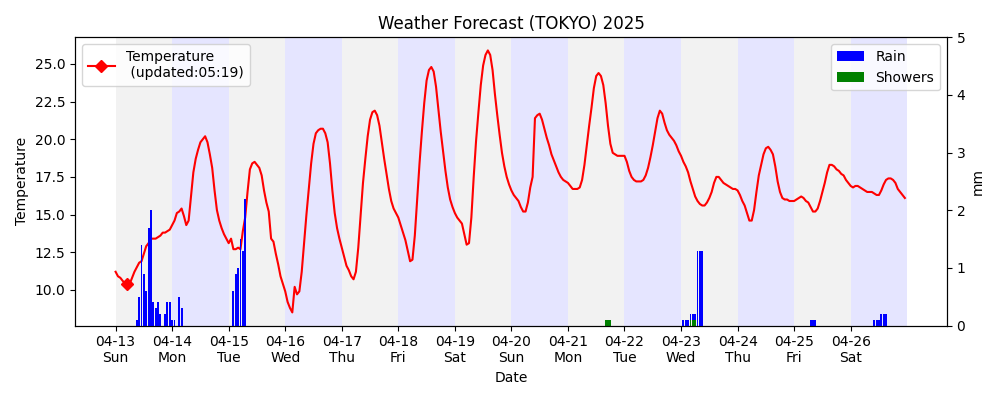 Weather Forecast (TOKYO) 2025
Temperature
(updated:05:19)
Rain
Showers
25.0
22.5
20.0
17.5
15.0
12.5
10.0
Temperature
5
4
3
2
1
0
mm
04-13 04-14 04-15 04-16 04-17 04-18 04-19 04-20 04-21 04-22 04-23 04-24 04-25 04-26
Sun Mon Tue Wed Thu Fri Sat Sun Mon Tue Wed Thu Fri Sat
Date